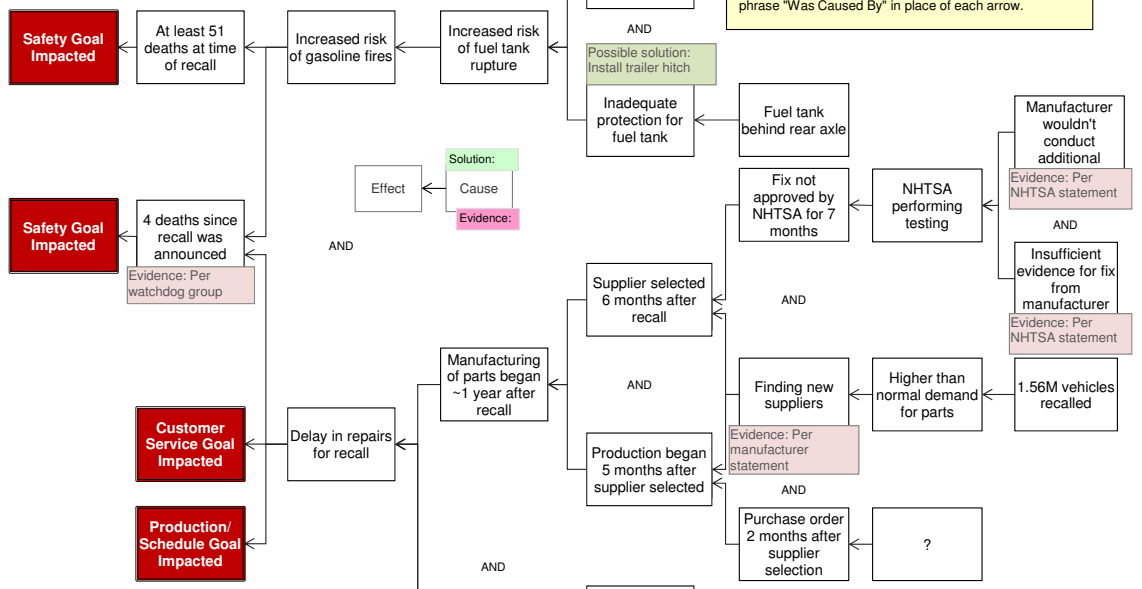 phrase "Was Caused By" in place of each arrow.
Safety Goal
Impacted
At least 51
deaths at time
of recall
Increased risk
of gasoline fires
Increased risk
of fuel tank
rupture
AND
Possible solution:
Install trailer hitch
Inadequate
protection for
fuel tank
Fuel tank
behind rear axle
Manufacturer
wouldn't
conduct
additional
Evidence: Per
NHTSA statement
Solution:
Effect
Cause
Evidence:
Fix not
approved by
NHTSA for 7
months
NHTSA
performing
testing
AND
Safety Goal
Impacted
4 deaths since
recall was
announced
Evidence: Per
watchdog group
AND
Insufficient
evidence for fix
from
manufacturer
Evidence: Per
NHTSA statement
Supplier selected
6 months after
recall
AND
Manufacturing
of parts began
~1 year after
recall
AND
Finding new
suppliers
Evidence: Per
manufacturer
statement
Higher than
normal demand
for parts
1.56M vehicles
recalled
Customer
Service Goal
Impacted
Delay in repairs
for recall
Production began
5 months after
supplier selected
AND
Production/
Schedule Goal
Impacted
Purchase order
2 months after
supplier
selection
?
AND